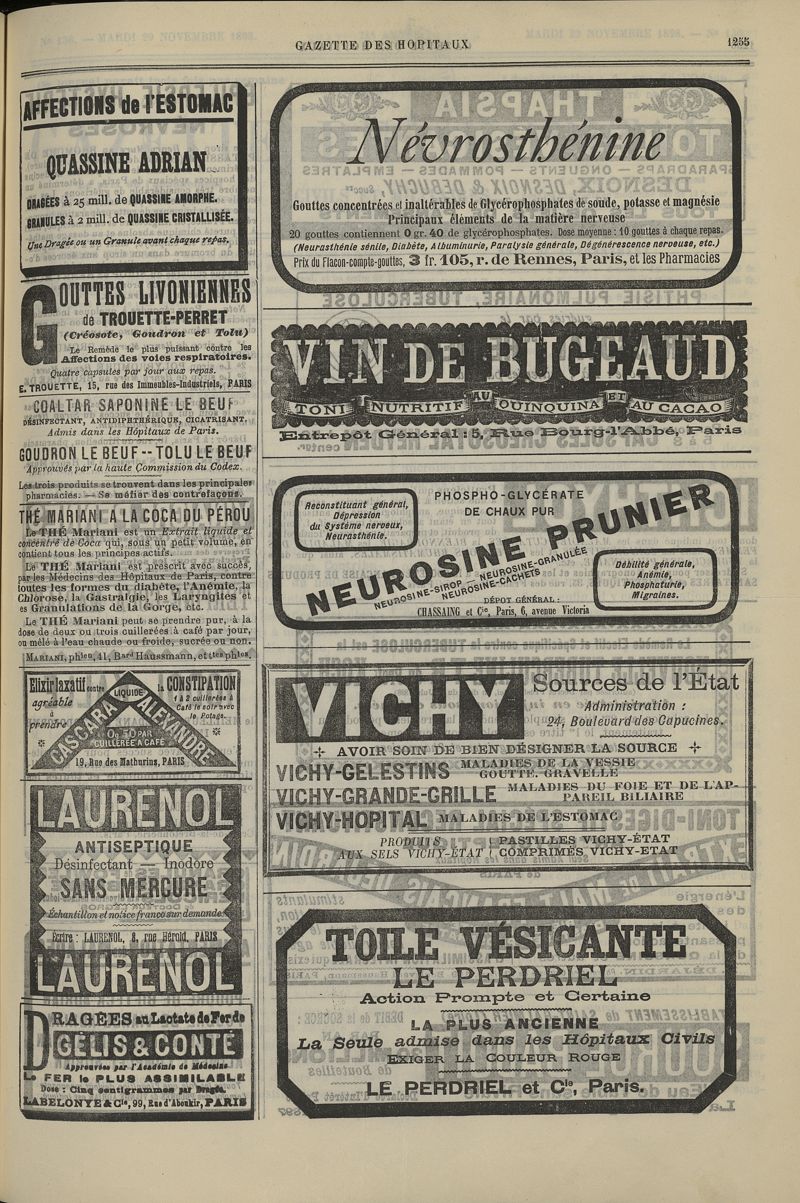 GAZETTE DES HOPITAUX
1255
AFFECTIONS de l'ESTOMAC
QUASSINE ADRIAN
DRAGÉES à 25 mill. de QUASSINE AMORPHE.
GRANULES à 2 mill. de QUASSINE CRISTALLISÉE.
Une Dragée ou un Granule avant chaque repas.
GOUTTES LIVONIENNES
de TROUETTE-PERRET
(Créosote, Goudron et Tolu)
Le Remède le plus puissant contre les
Affections des voies respiratoires.
Quatre capsules par jour aux repas.
E. TROUETTE, 15, rue des Immeubles-Industriels, PARIS
COALTAR SAPONINÉ LE BEUF
DÉSINFECTANT, ANTIDIPHTHÉRIQUE, CICATRISANT.
Admis dans les Hôpitaux de Paris.
GOUDRON LE BEUF -- TOLU LE BEUF
Approuvés par la haute Commission du Codex.
Les trois produits se trouvent dans les principales
pharmacies. — Se méfier des contrefaçons.
THÉ MARIANI A LA COCA DU PÉROU
Le THÉ Mariani est un Extrait liquide et
concentré de Coca qui, sous un petit volume, en
contient tous les principes actifs.
Le THÉ Mariani est prescrit avec succès,
par les Médecins des Hôpitaux de Paris, contre
toutes les formes du diabète, l'Anémie, la
Chlorose, la Gastralgie, les Laryngites et
es Granulations de la Gorge, etc.
Le THÉ Mariani peut se prendre pur, à la
dose de deux ou trois cuillerées à café par jour,
ou mêlé à l'eau chaude ou froide, sucrée ou non.
MARIANI, phien, 41, Bard Haussmann, et ttes phies.
Elixir laxatif contre la CONSTIPATION
agréable à prendre
1 à 2 cuillerées à
Café le soir avec
le Potage.
CASCARA LIQUIDE ALEXANDRE
0g 50 PAR
CUILLERÉE A CAFÉ
19, Rue des Mathurins, PARIS
LAURENOL
ANTISEPTIQUE
Désinfectant — Inodore
SANS MERCURE
Échantillon et notice franco sur demande
Écrire : LAURENOL, 8, rue Hérold, PARIS
LAURENOL
DRAGÉES au Lactate de Fer de
GÉLIS & CONTÉ
Approuvées par l'Académie de Médecine
Le FER le PLUS ASSIMILABLE
Dose : Cinq centigrammes par Dragée.
LABELONYE & Cie, 99, Rue d'Aboukir, PARIS
Névrosthénine
Gouttes concentrées et inaltérables de Glycérophosphates de soude, potasse et magnésie
Principaux éléments de la matière nerveuse
20 gouttes contiennent 0 gr. 40 de glycérophosphates. Dose moyenne : 10 gouttes à chaque repas.
(Neurasthénie sénile, Diabète, Albuminurie, Paralysie générale, Dégénérescence nerveuse, etc.)
Prix du Flacon-compte-gouttes, 3 fr. 105, r. de Rennes, Paris, et les Pharmacies
VIN DE BUGEAUD
TONI-NUTRITIF AU QUINQUINA ET AU CACAO
Entrepôt Général : 5, Rue Bourg-l'Abbé, Paris
Reconstituant général,
Dépression
du Système nerveux,
Neurasthénie.
PHOSPHO-GLYCÉRATE
DE CHAUX PUR
NEUROSINE PRUNIER
NEUROSINE-SIROP — NEUROSINE-GRANULÉE
NEUROSINE-CACHETS
DÉPOT GÉNÉRAL :
CHASSAING et Cie, Paris, 6, avenue Victoria
Débilité générale,
Anémie,
Phosphaturie,
Migraines.
VICHY
Sources de l'État
Administration :
24, Boulevard des Capucines.
AVOIR SOIN DE BIEN DÉSIGNER LA SOURCE
VICHY-CÉLESTINS MALADIES DE LA VESSIE
GOUTTE. GRAVELLE
VICHY-GRANDE-GRILLE MALADIES DU FOIE ET DE L'AP-
PAREIL BILIAIRE
VICHY-HOPITAL MALADIES DE L'ESTOMAC
PRODUITS : PASTILLES VICHY-ÉTAT
AUX SELS VICHY-ÉTAT : COMPRIMÉS VICHY-ETAT
TOILE VÉSICANTE
LE PERDRIEL
Action Prompte et Certaine
LA PLUS ANCIENNE
La Seule admise dans les Hôpitaux Civils
EXIGER LA COULEUR ROUGE
LE PERDRIEL et Cie, Paris.